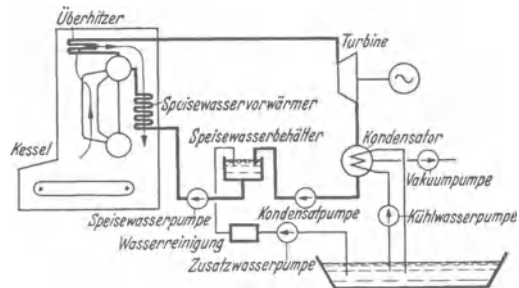 Überhitzer
Turbine
Speisewasservorwärmer
Speisewasserbehälter
Kondensator
Kessel
Vakuumpumpe
Speisewasserpumpe
Kondensatpumpe
Kühlwasserpumpe
Wasserreinigung
Zusatzwasserpumpe